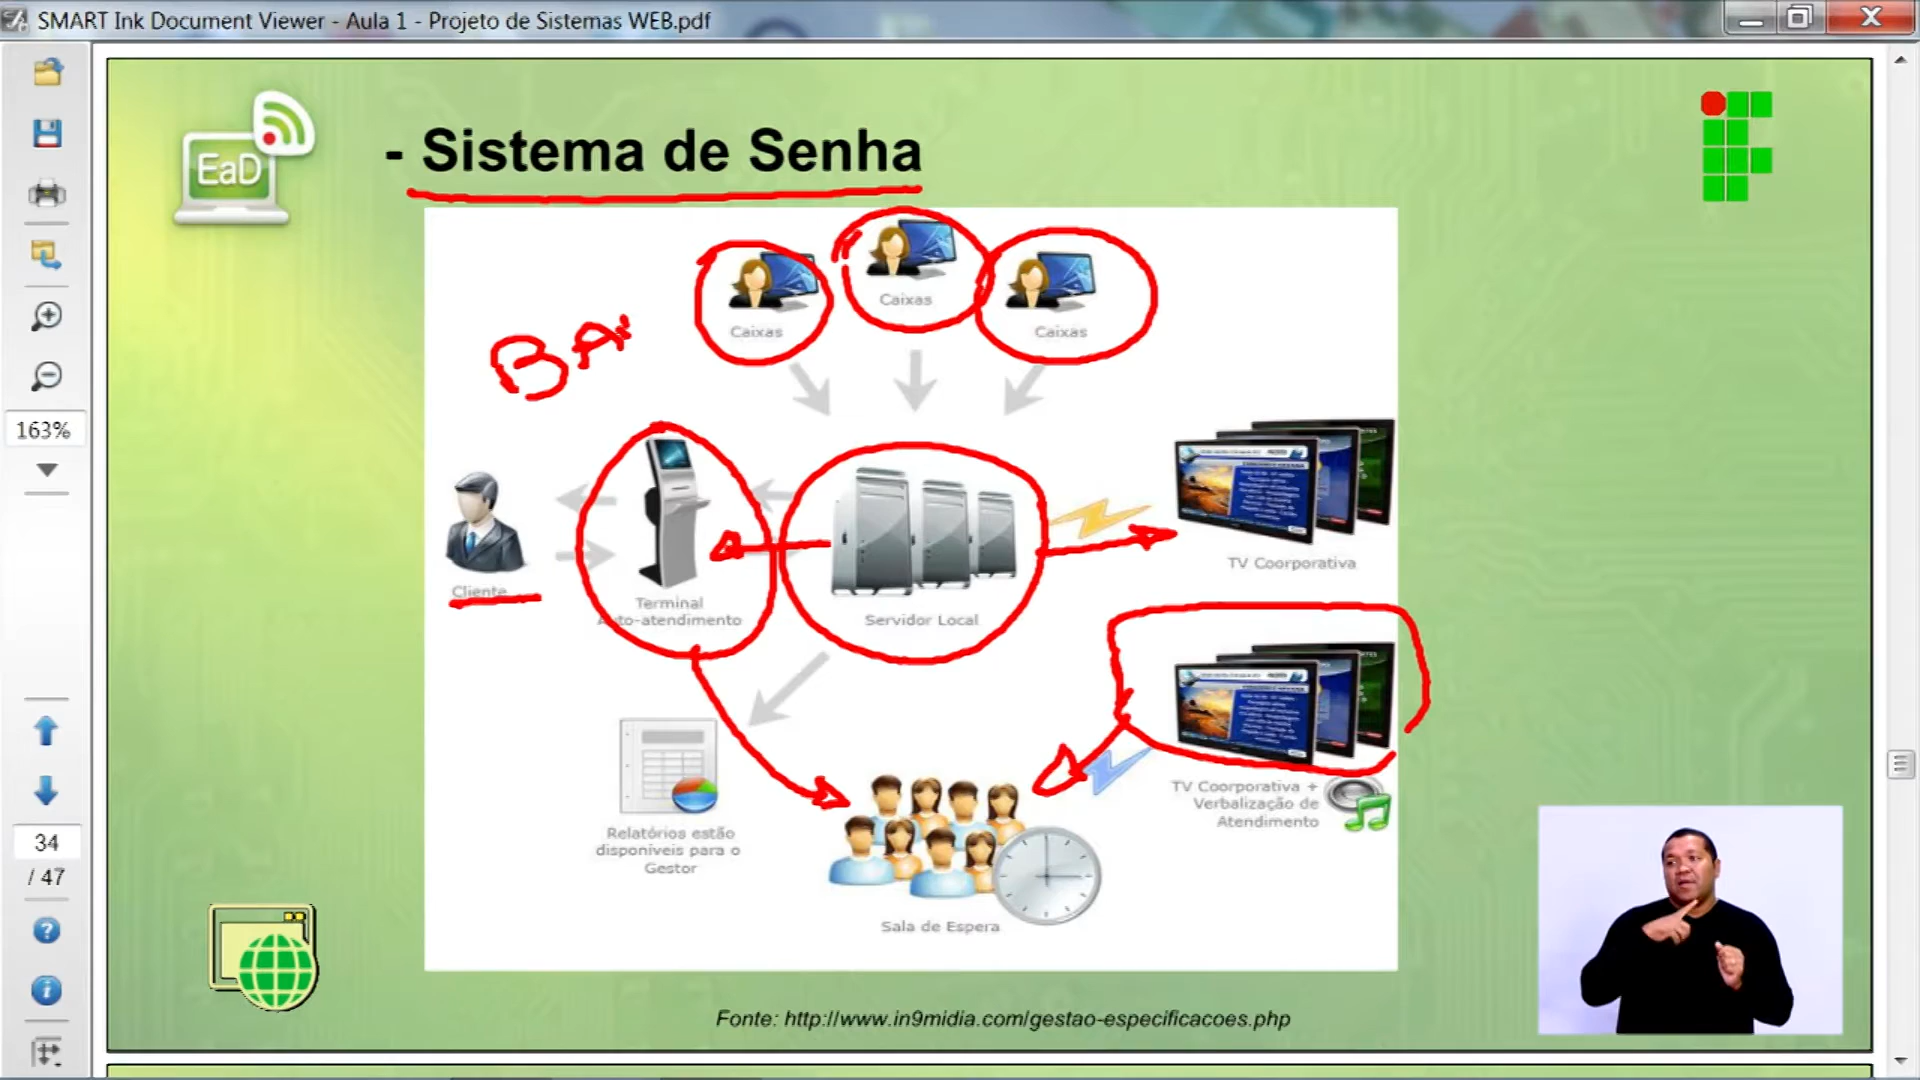 SMART Ink Document Viewer - Aula 1 - Projeto de Sistemas WEB.pdf
EaD
- Sistema de Senha
Caixas
Caixas
Caixas
BA
163%
Cliente
Terminal
Auto-atendimento
Servidor Local
TV Coorporativa
TV Coorporativa +
Verbalização de
Atendimento
Relatórios estão
disponíveis para o
Gestor
Sala de Espera
34
/ 47
Fonte: http://www.in9midia.com/gestao-especificacoes.php